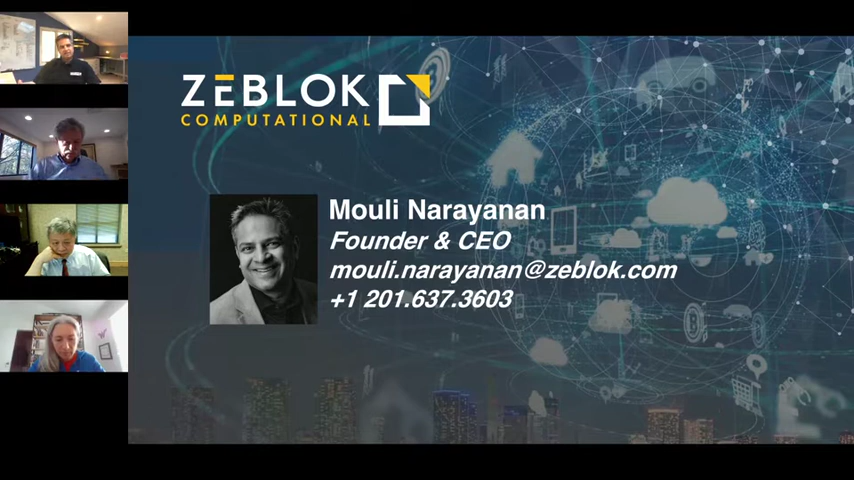 ZEBLOK
COMPUTATIONAL
Mouli Narayanan
Founder & CEO
mouli.narayanan@zeblok.com
+1 201.637.3603